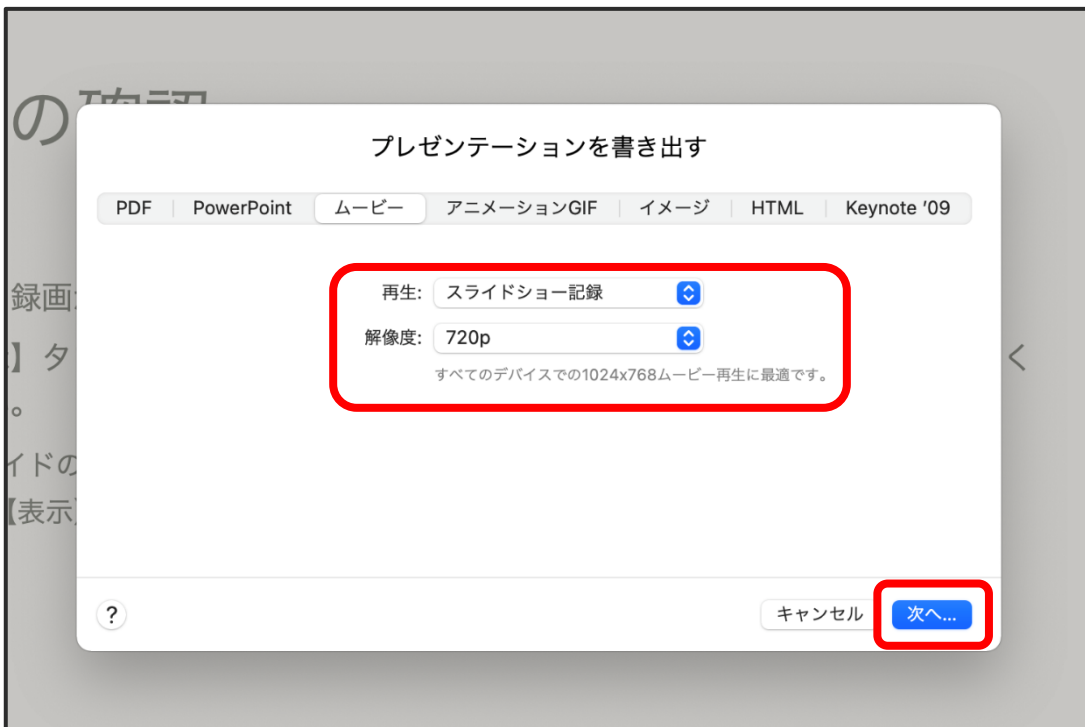 の確認
プレゼンテーションを書き出す
PDF PowerPoint ムービー アニメーションGIF イメージ HTML Keynote '09
再生: スライドショー記録
録画
解像度: 720p
】タ
く
すべてのデバイスでの1024x768ムービー再生に最適です。
。
イドの
【表示】
? キャンセル 次へ...